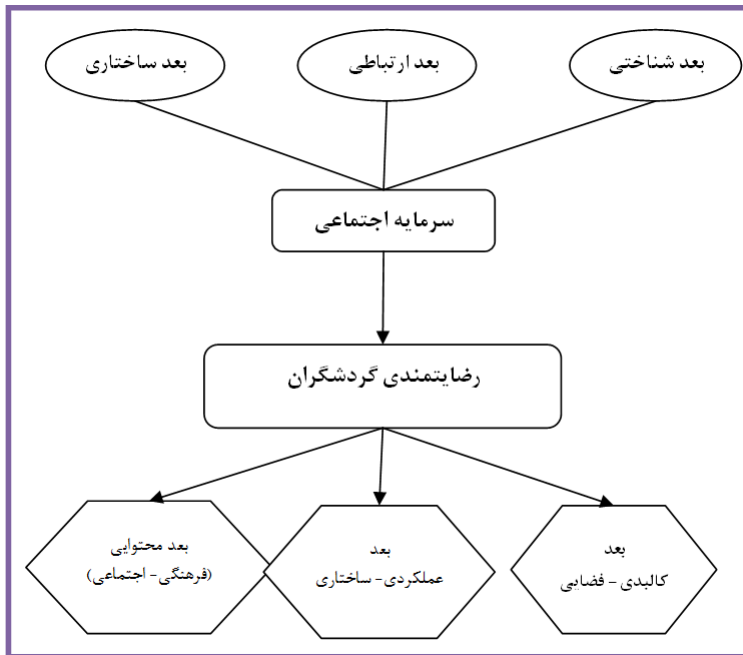 بعد شناختی
بعد ارتباطی
بعد ساختاری
سرمایه اجتماعی
رضایتمندی گردشگران
بعد
کالبدی - فضایی
بعد
عملکردی- ساختاری
بعد محتوایی
(فرهنگی- اجتماعی)